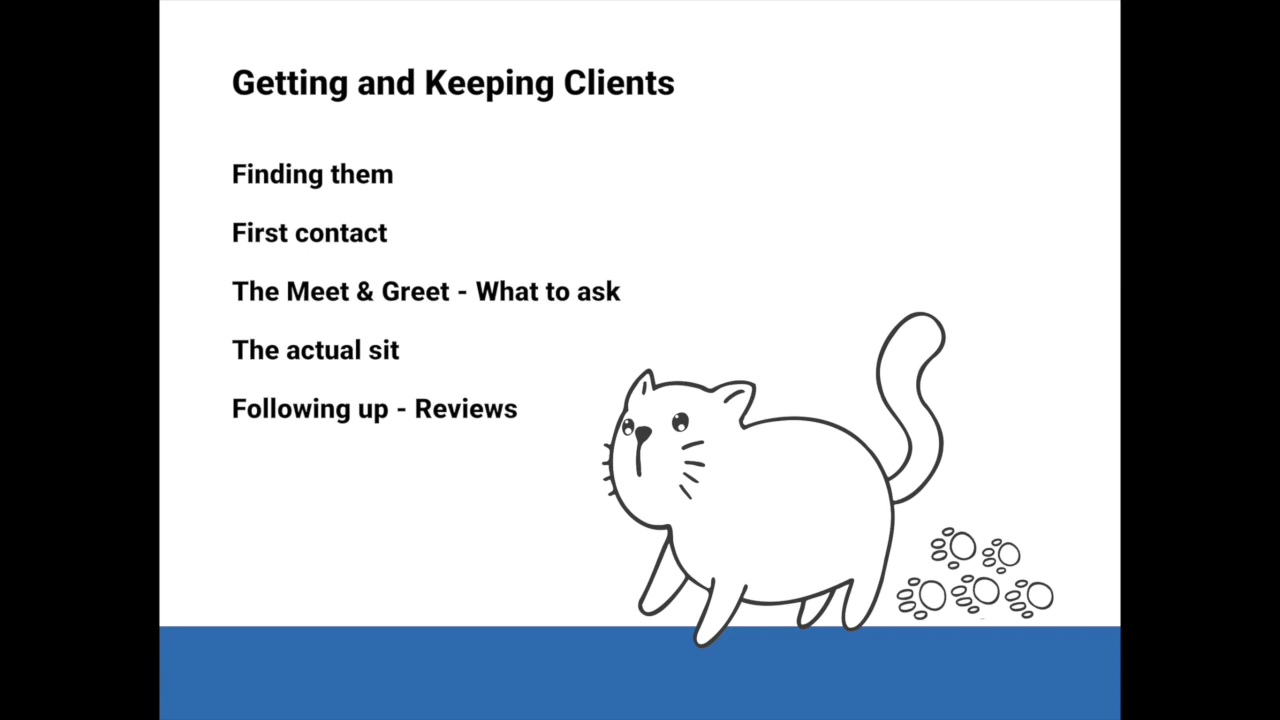 Getting and Keeping Clients
Finding them
First contact
The Meet & Greet - What to ask
The actual sit
Following up - Reviews